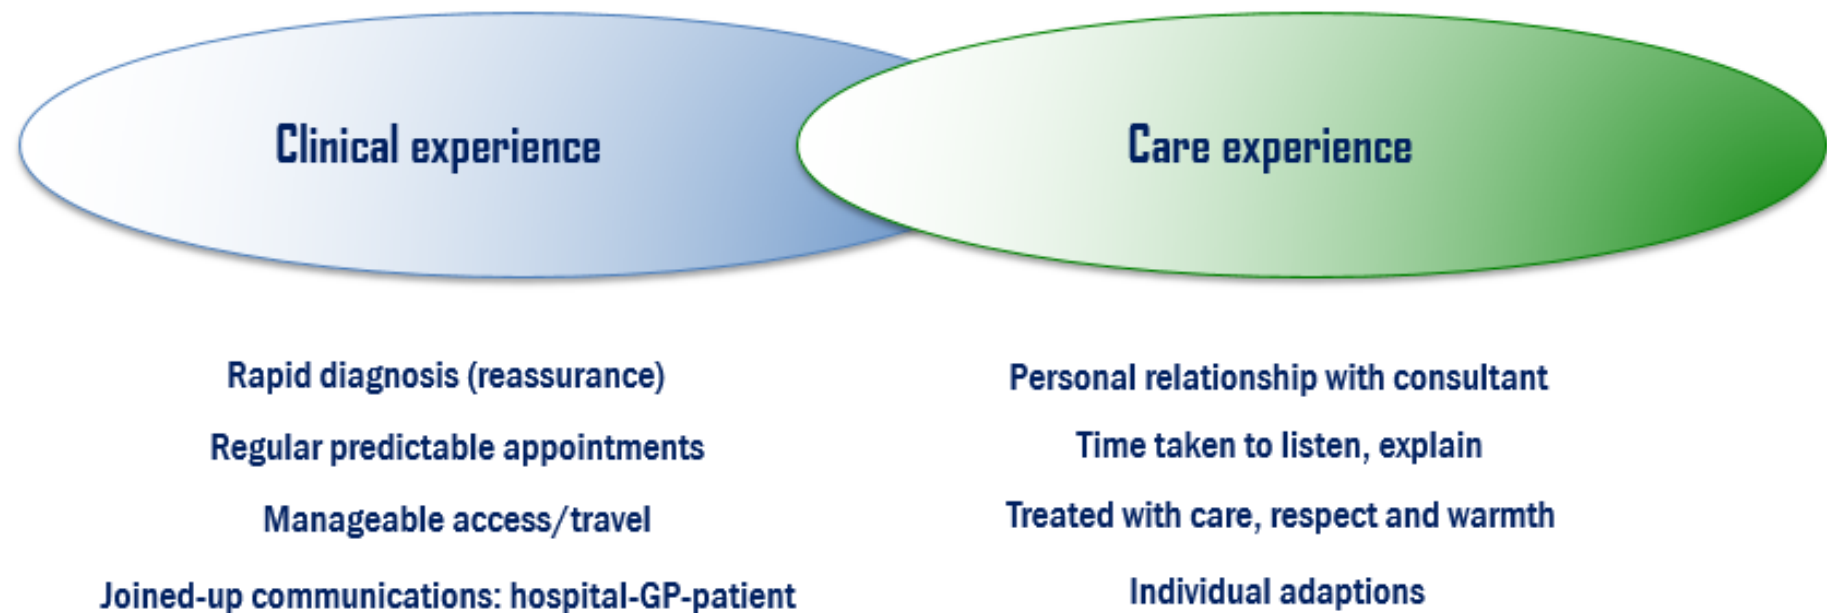 Clinical experience
Care experience
Rapid diagnosis (reassurance)
Regular predictable appointments
Manageable access/travel
Joined-up communications: hospital-GP-patient
Personal relationship with consultant
Time taken to listen, explain
Treated with care, respect and warmth
Individual adaptions